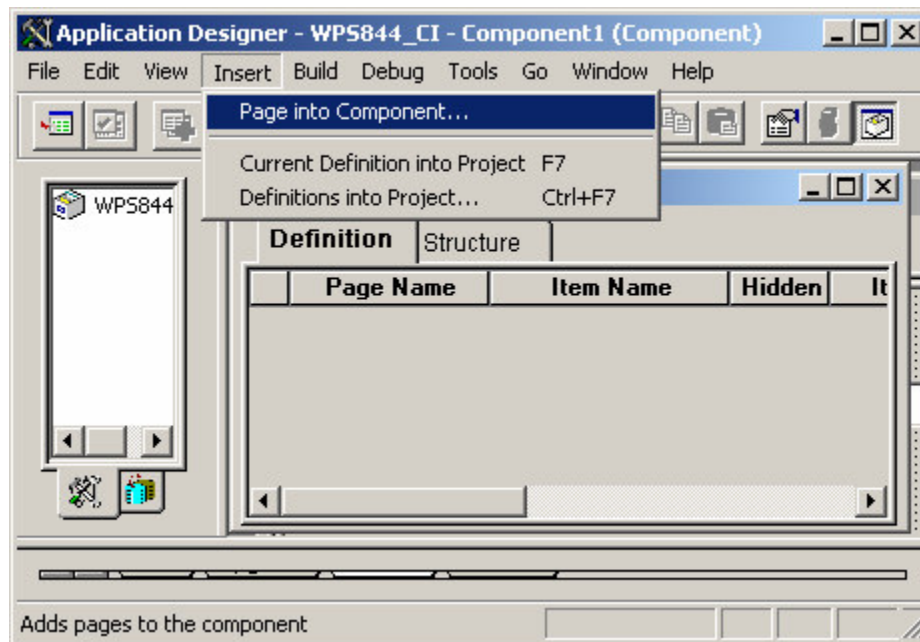 Application Designer - WPS844_CI - Component1 (Component)
File Edit View Insert Build Debug Tools Go Window Help
Page into Component...
Current Definition into Project F7
Definitions into Project... Ctrl+F7
WPS844
Definition Structure
Page Name Item Name Hidden It
Adds pages to the component